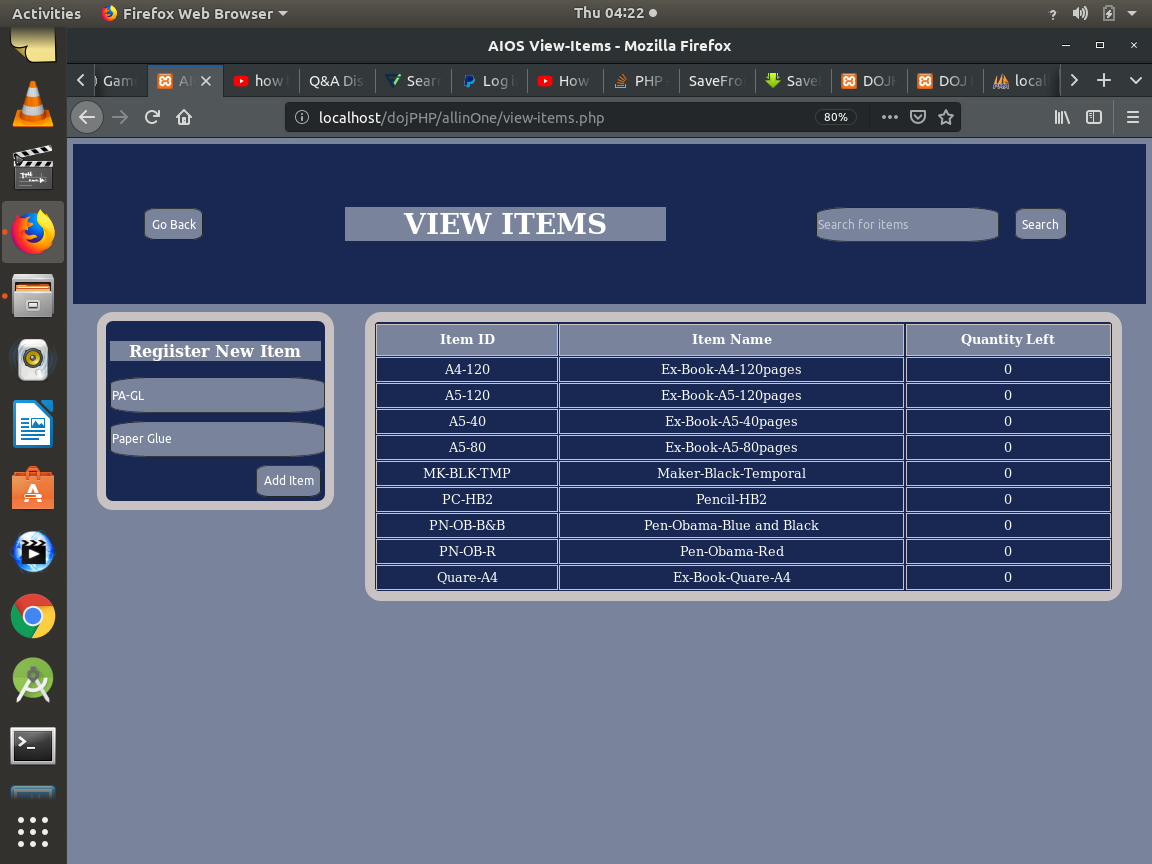 Activities Firefox Web Browser Thu 04:22 ?
AIOS View-Items - Mozilla Firefox
Gam AI how Q&A Dis Sear Log i How PHP SaveFro Save DOJ DOJ local
localhost/dojPHP/allinOne/view-items.php 80%
Go Back VIEW ITEMS Search for items Search
Regiister New Item
PA-GL
Paper Glue
Add Item
Item ID Item Name Quantity Left
A4-120 Ex-Book-A4-120pages 0
A5-120 Ex-Book-A5-120pages 0
A5-40 Ex-Book-A5-40pages 0
A5-80 Ex-Book-A5-80pages 0
MK-BLK-TMP Maker-Black-Temporal 0
PC-HB2 Pencil-HB2 0
PN-OB-B&B Pen-Obama-Blue and Black 0
PN-OB-R Pen-Obama-Red 0
Quare-A4 Ex-Book-Quare-A4 0